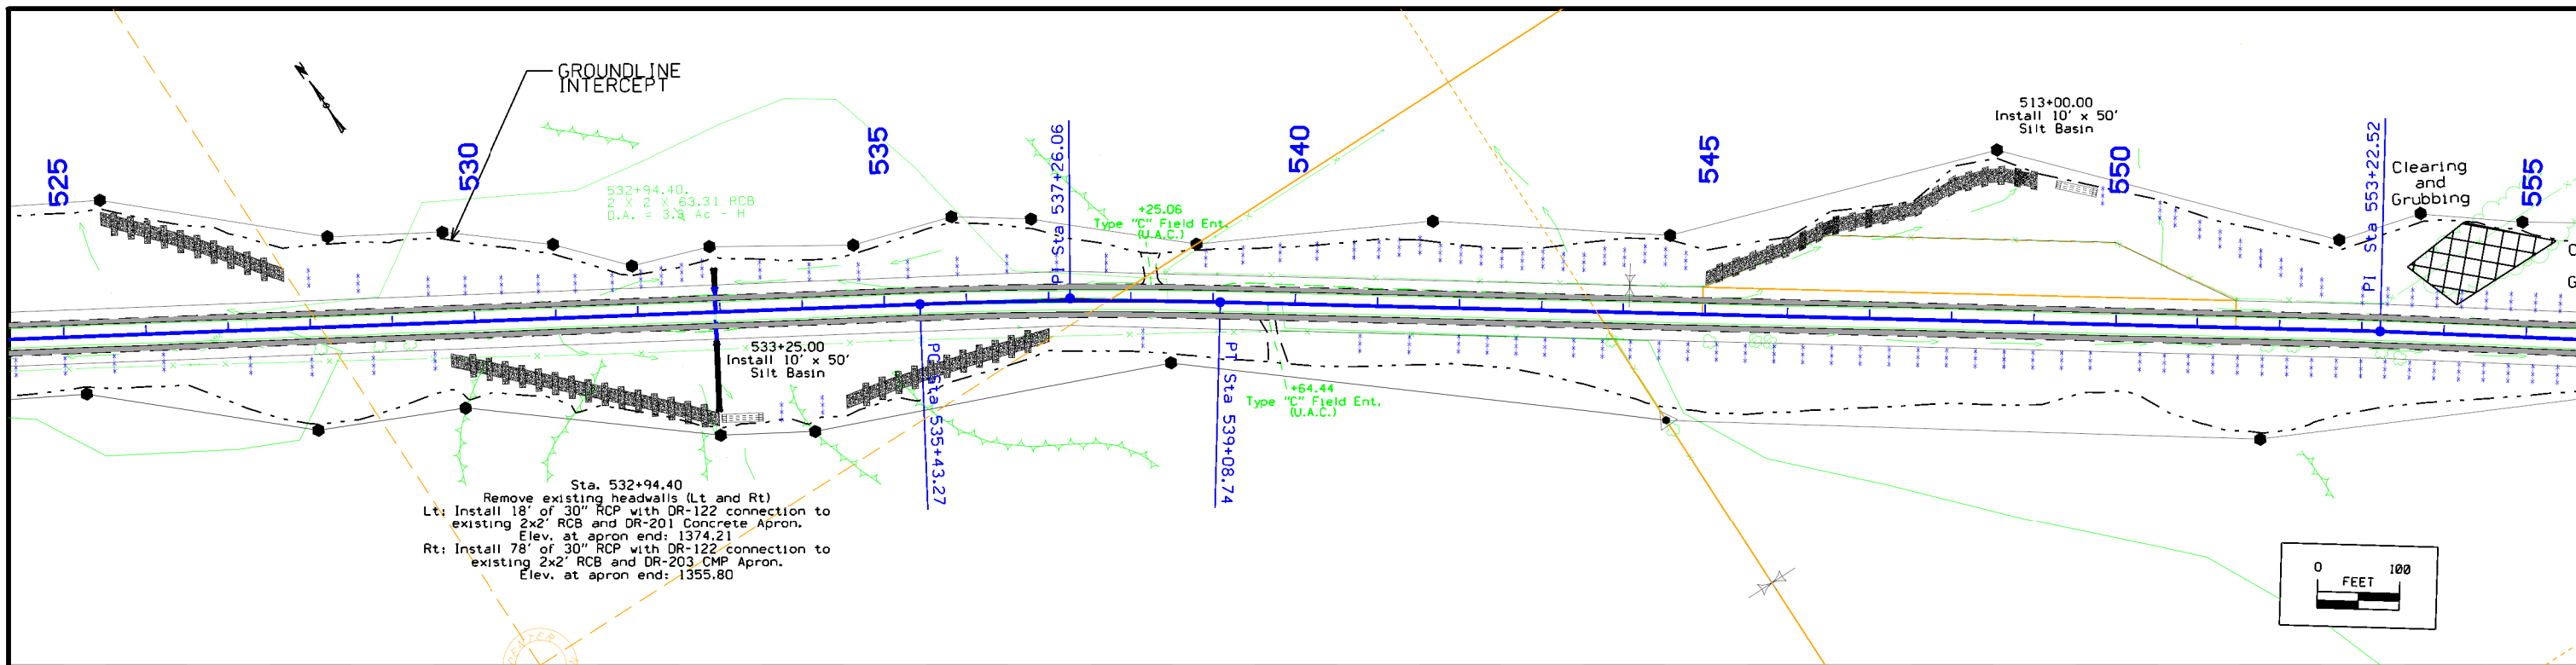 GROUNDLINE
INTERCEPT
N
525
530
535
540
545
550
555
532+94.40.
2 X 2 X 63.31 RCB
D.A. = Ac - H
PI Sta 537+26.06
+25.06
Type "C" Field Ent.
(U.A.C.)
513+00.00
Install 10' x 50'
Silt Basin
PI Sta 553+22.52
Clearing
and
Grubbing
C
G
533+25.00
Install 10' x 50'
Silt Basin
PC Sta 535+43.27
PT Sta 539+08.74
+64.44
Type "C" Field Ent.
(U.A.C.)
Sta. 532+94.40
Remove existing headwalls (Lt and Rt)
Lt: Install 18' of 30" RCP with DR-122 connection to
existing 2x2' RCB and DR-201 Concrete Apron.
Elev. at apron end: 1374.21
Rt: Install 78' of 30" RCP with DR-122 connection to
existing 2x2' RCB and DR-203 CMP Apron.
Elev. at apron end: 1355.80
CENTER
0 100
FEET